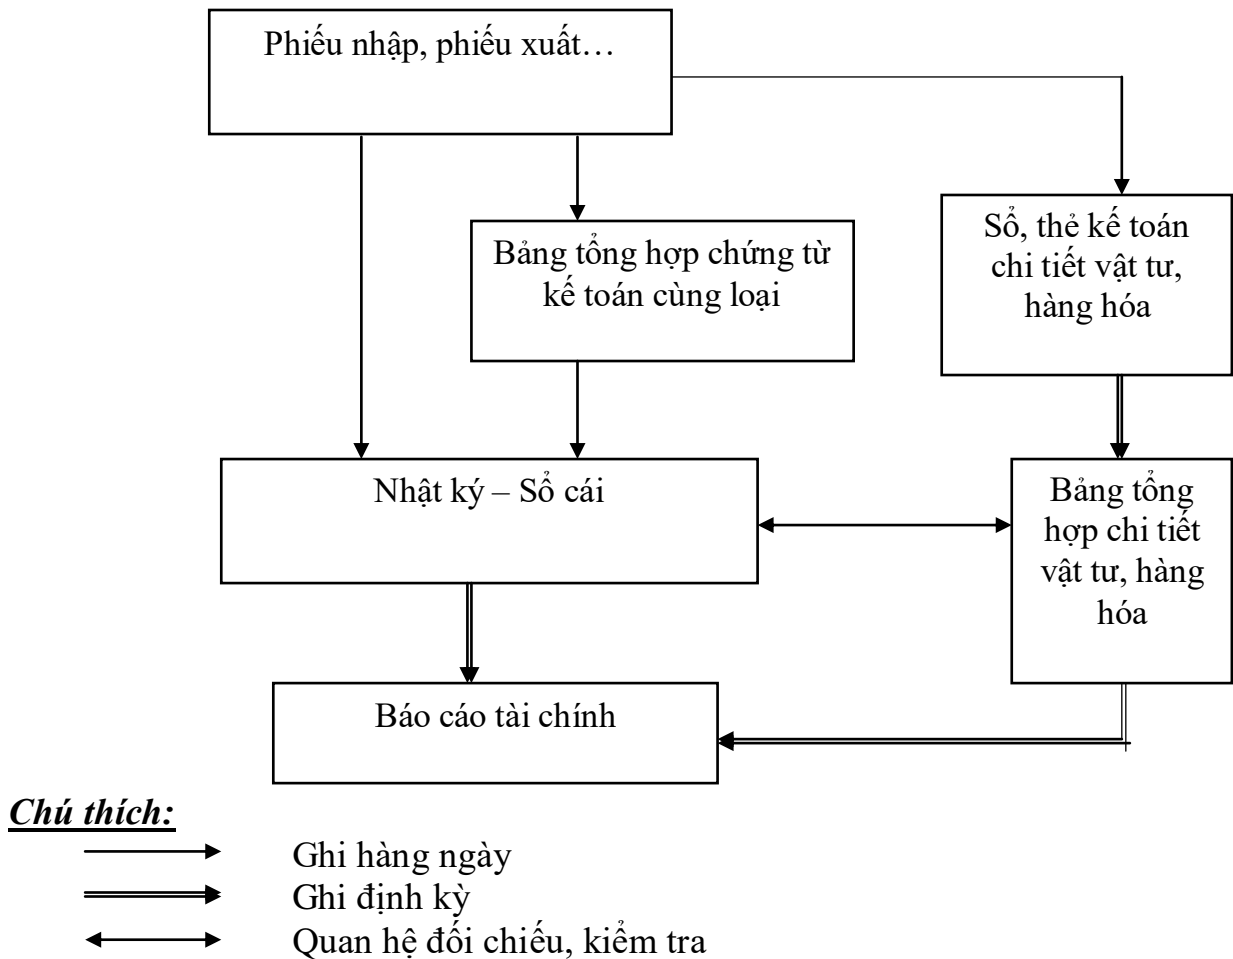 Phiếu nhập, phiếu xuất…
Bảng tổng hợp chứng từ
kế toán cùng loại
Sổ, thẻ kế toán
chi tiết vật tư,
hàng hóa
Nhật ký – Sổ cái
Bảng tổng
hợp chi tiết
vật tư, hàng
hóa
Báo cáo tài chính
Chú thích:
Ghi hàng ngày
Ghi định kỳ
Quan hệ đối chiếu, kiểm tra